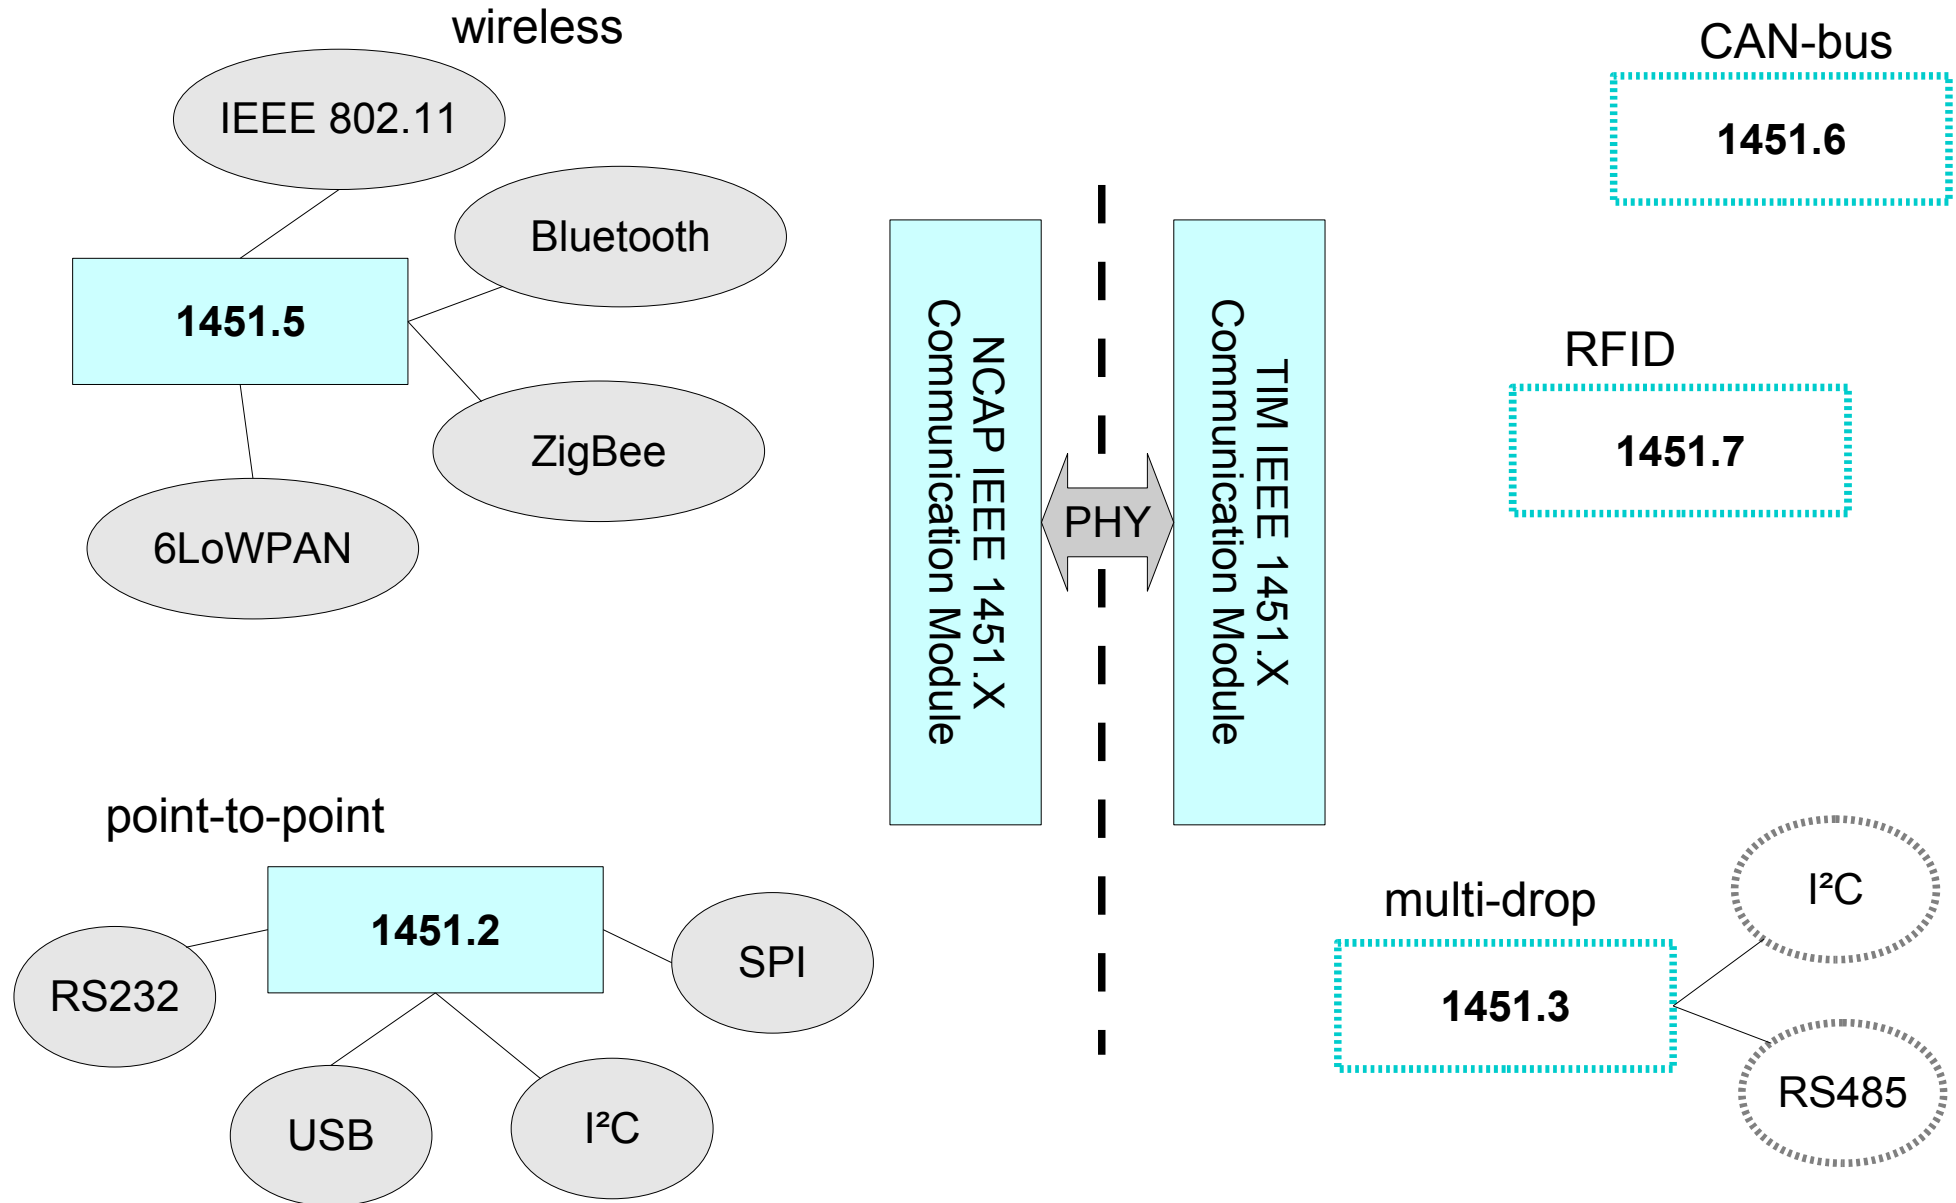 wireless
IEEE 802.11
Bluetooth
1451.5
ZigBee
6LoWPAN
point-to-point
1451.2
RS232
SPI
USB
I²C
NCAP IEEE 1451.X
Communication Module
PHY
TIM IEEE 1451.X
Communication Module
CAN-bus
1451.6
RFID
1451.7
multi-drop
1451.3
I²C
RS485